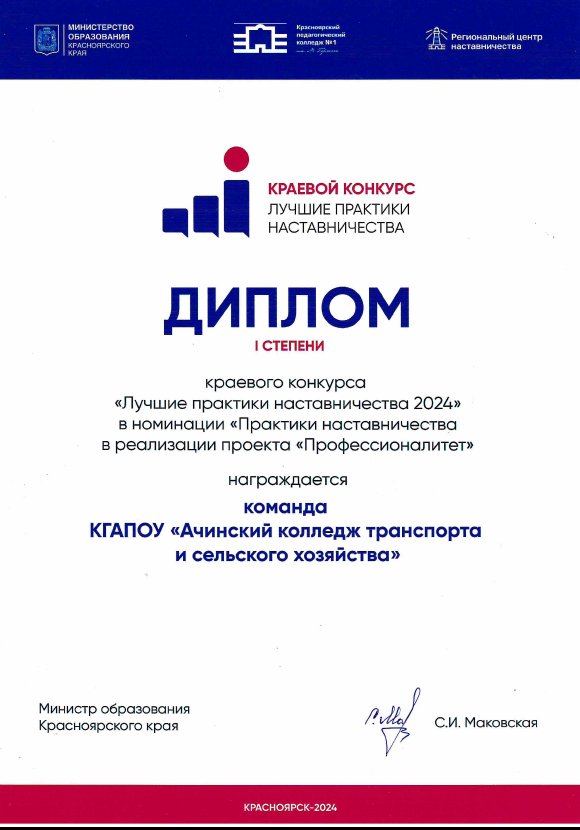 МИНИСТЕРСТВО
ОБРАЗОВАНИЯ
КРАСНОЯРСКОГО
КРАЯ
Красноярский
педагогический
колледж №1
им. М. Горького
Региональный центр
наставничества
КРАЕВОЙ КОНКУРС
ЛУЧШИЕ ПРАКТИКИ
НАСТАВНИЧЕСТВА
ДИПЛОМ
I СТЕПЕНИ
краевого конкурса
«Лучшие практики наставничества 2024»
в номинации «Практики наставничества
в реализации проекта «Профессионалитет»
награждается
команда
КГАПОУ «Ачинский колледж транспорта
и сельского хозяйства»
Министр образования
Красноярского края
С.И. Маковская
КРАСНОЯРСК-2024